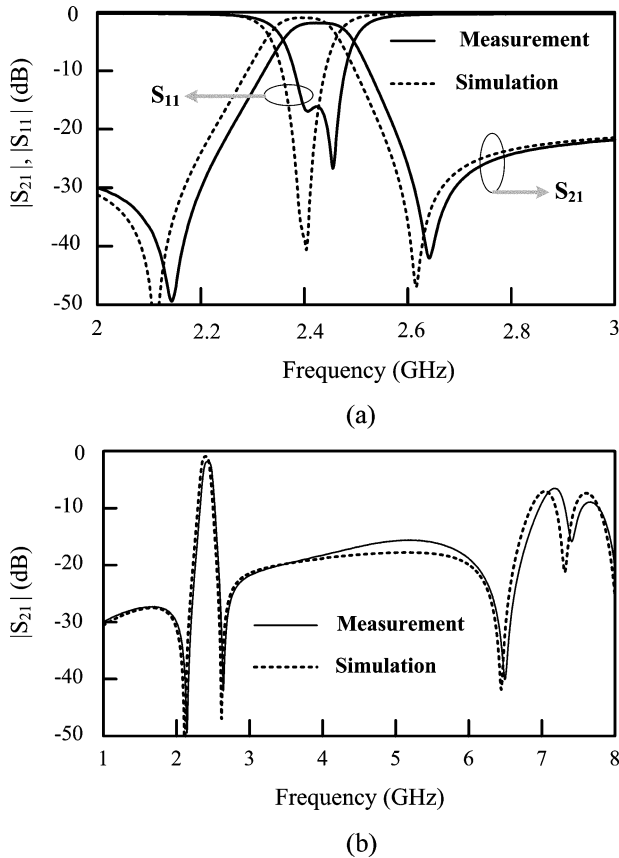 |S21|, |S11| (dB)
0
-10
-20
-30
-40
-50
Measurement
Simulation
S11
S21
2
2.2
2.4
2.6
2.8
3
Frequency (GHz)
(a)
|S21| (dB)
0
-10
-20
-30
-40
-50
Measurement
Simulation
1
2
3
4
5
6
7
8
Frequency (GHz)
(b)